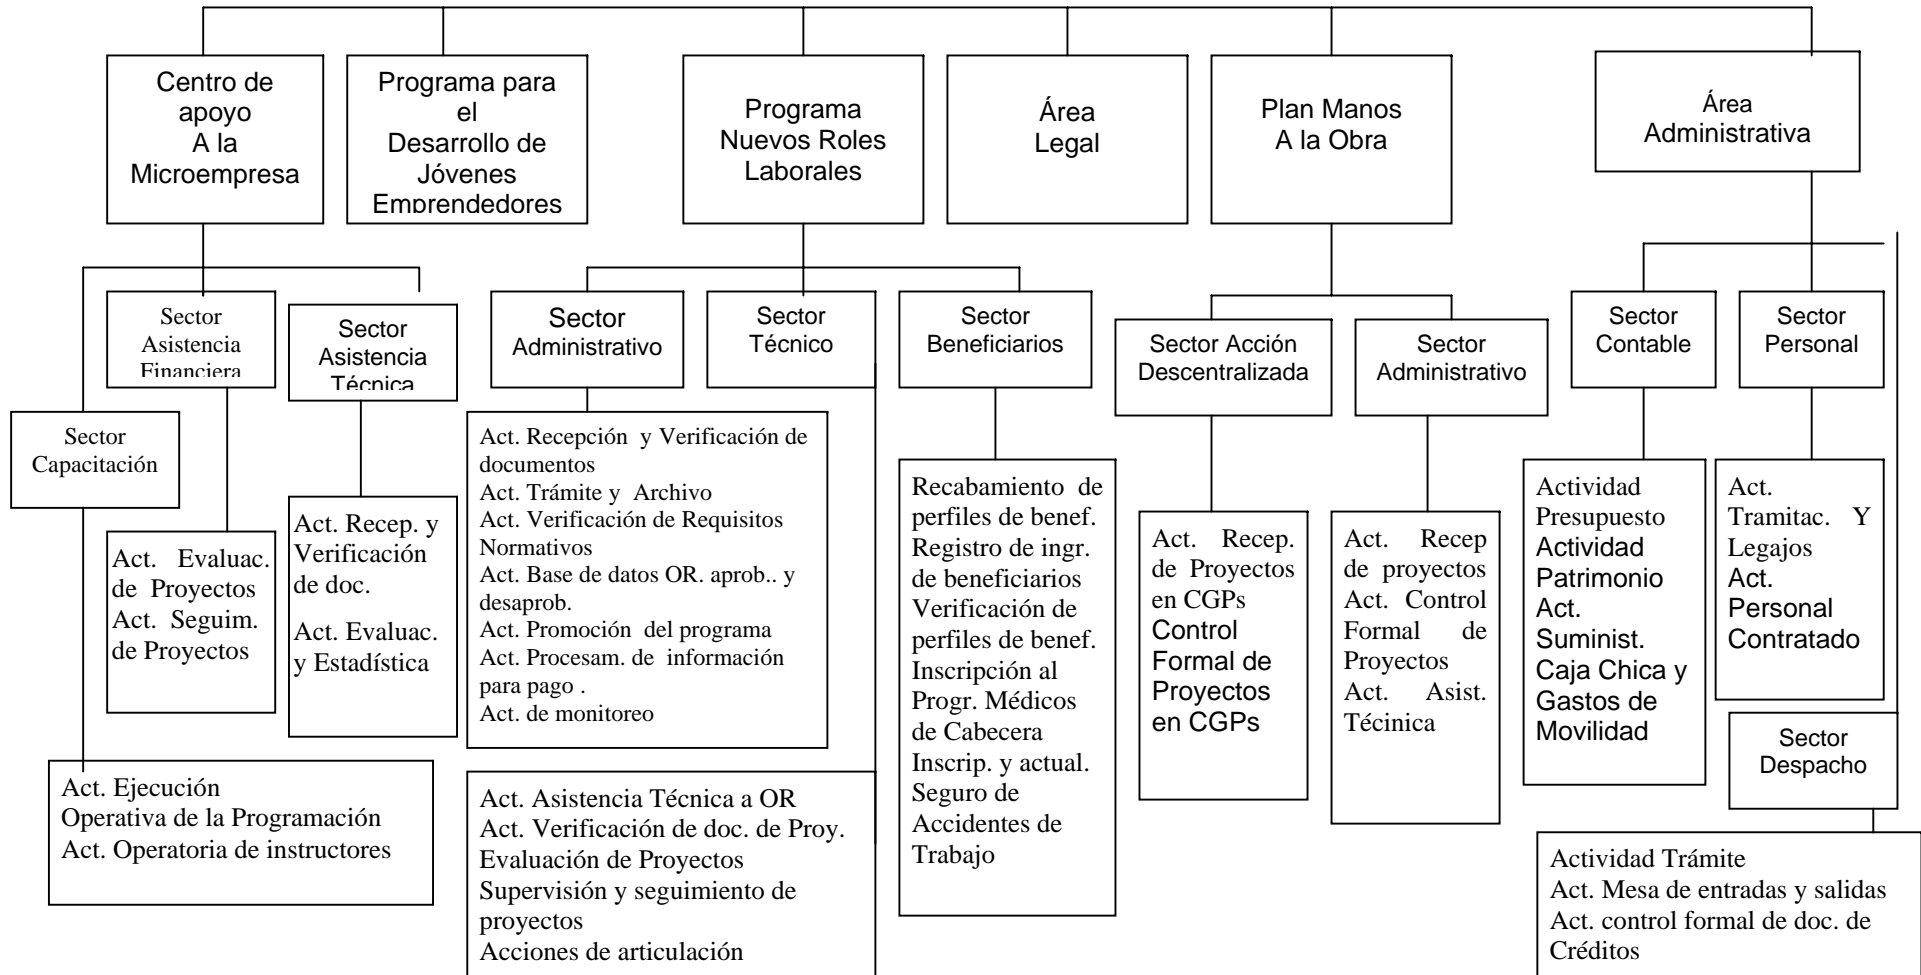 Centro de
apoyo
A la
Microempresa
Programa para
el
Desarrollo de
Jóvenes
Emprendedores
Programa
Nuevos Roles
Laborales
Área
Legal
Plan Manos
A la Obra
Área
Administrativa
Sector
Asistencia
Financiera
Sector
Asistencia
Técnica
Sector
Administrativo
Sector
Técnico
Sector
Beneficiarios
Sector Acción
Descentralizada
Sector
Administrativo
Sector
Contable
Sector
Personal
Sector
Capacitación
Act. Evaluac.
de Proyectos
Act. Seguim.
de Proyectos
Act. Recep. y
Verificación
de doc.
Act. Evaluac.
y Estadística
Act. Recepción y Verificación de
documentos
Act. Trámite y Archivo
Act. Verificación de Requisitos
Normativos
Act. Base de datos OR. aprob.. y
desaprob.
Act. Promoción del programa
Act. Procesam. de información
para pago .
Act. de monitoreo
Recabamiento de
perfiles de benef.
Registro de ingr.
de beneficiarios
Verificación de
perfiles de benef.
Inscripción al
Progr. Médicos
de Cabecera
Inscrip. y actual.
Seguro de
Accidentes de
Trabajo
Act. Recep.
de Proyectos
en CGPs
Control
Formal de
Proyectos
en CGPs
Act. Recep
de proyectos
Act. Control
Formal de
Proyectos
Act. Asist.
Técinica
Actividad
Presupuesto
Actividad
Patrimonio
Act.
Suminist.
Caja Chica y
Gastos de
Movilidad
Act.
Tramitac. Y
Legajos
Act.
Personal
Contratado
Sector
Despacho
Act. Ejecución
Operativa de la Programación
Act. Operatoria de instructores
Act. Asistencia Técnica a OR
Act. Verificación de doc. de Proy.
Evaluación de Proyectos
Supervisión y seguimiento de
proyectos
Acciones de articulación
Actividad Trámite
Act. Mesa de entradas y salidas
Act. control formal de doc. de
Créditos